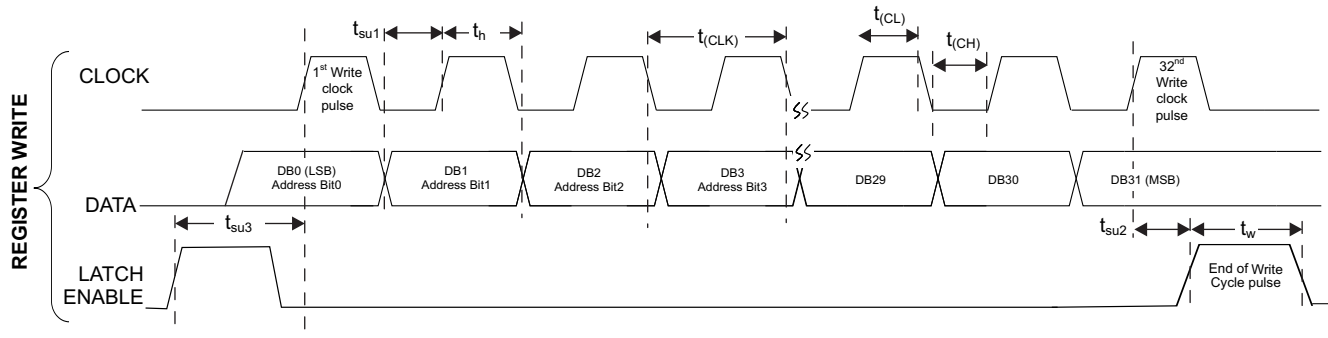 t(CL)
tsu1
th
t(CLK)
t(CH)
CLOCK
1st Write
clock
pulse
32nd
Write
clock
pulse
REGISTER WRITE
DB0 (LSB)
Address Bit0
DB1
Address Bit1
DB2
Address Bit2
DB3
Address Bit3
DB29
DB30
DB31 (MSB)
DATA
tsu3
tsu2
tw
LATCH
ENABLE
End of Write
Cycle pulse